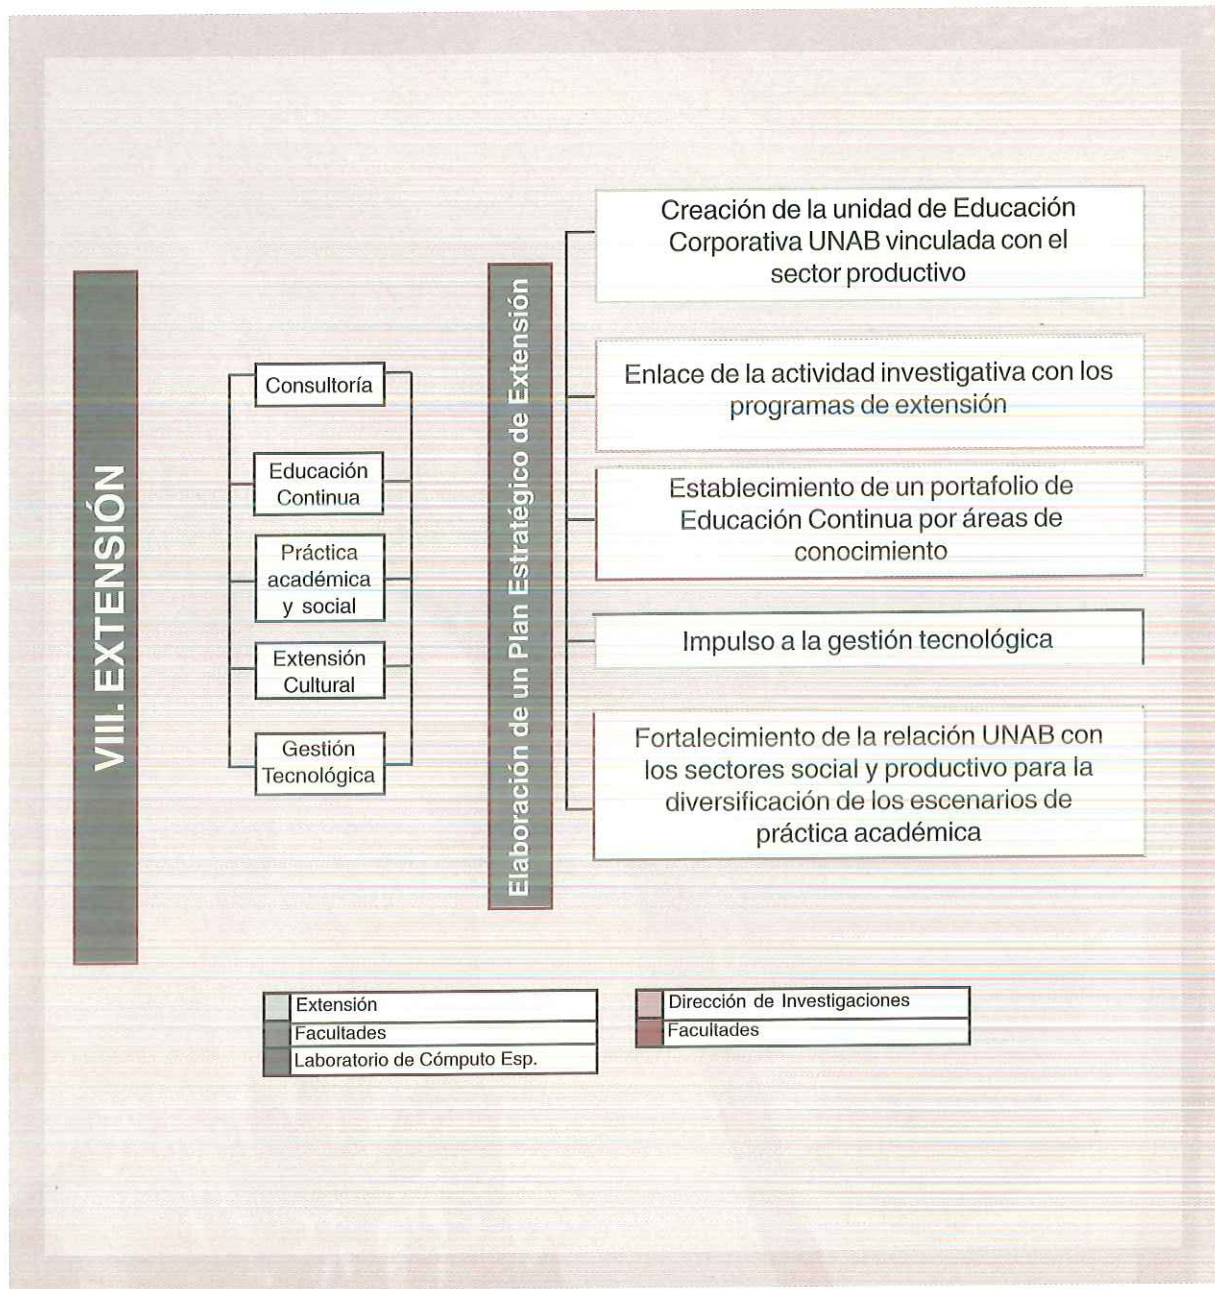 VIII. EXTENSIÓN
Consultoría
Educación
Continua
Práctica
académica
y social
Extensión
Cultural
Gestión
Tecnológica
Elaboración de un Plan Estratégico de Extensión
Creación de la unidad de Educación
Corporativa UNAB vinculada con el
sector productivo
Enlace de la actividad investigativa con los
programas de extensión
Establecimiento de un portafolio de
Educación Continua por áreas de
conocimiento
Impulso a la gestión tecnológica
Fortalecimiento de la relación UNAB con
los sectores social y productivo para la
diversificación de los escenarios de
práctica académica
Extensión
Facultades
Laboratorio de Cómputo Esp.
Dirección de Investigaciones
Facultades